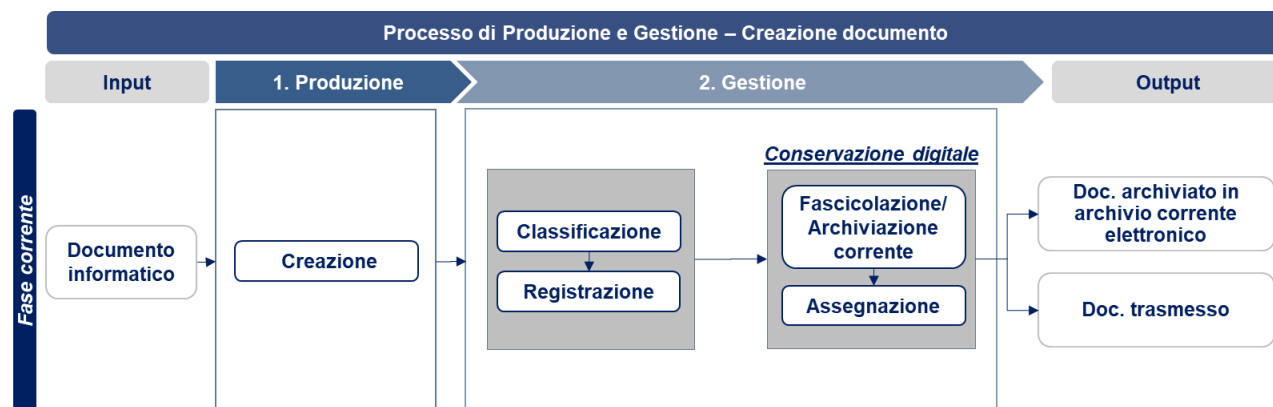 Processo di Produzione e Gestione – Creazione documento
Input
1. Produzione
2. Gestione
Output
Fase corrente
Documento
informatico
Creazione
Classificazione
Registrazione
Conservazione digitale
Fascicolazione/
Archiviazione
corrente
Assegnazione
Doc. archiviato in
archivio corrente
elettronico
Doc. trasmesso